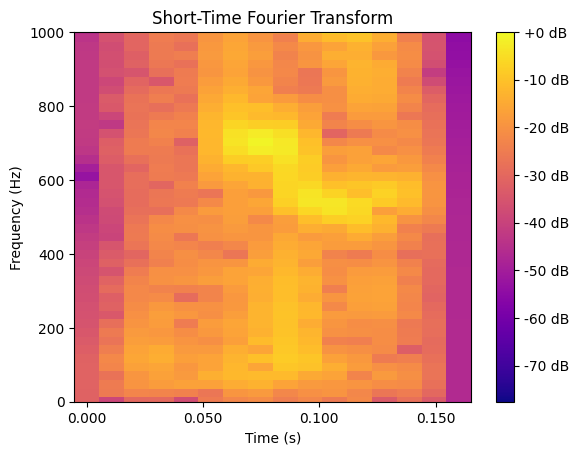 Short-Time Fourier Transform
1000
800
600
400
200
0
Frequency (Hz)
0.000
0.050
0.100
0.150
Time (s)
+0 dB
-10 dB
-20 dB
-30 dB
-40 dB
-50 dB
-60 dB
-70 dB